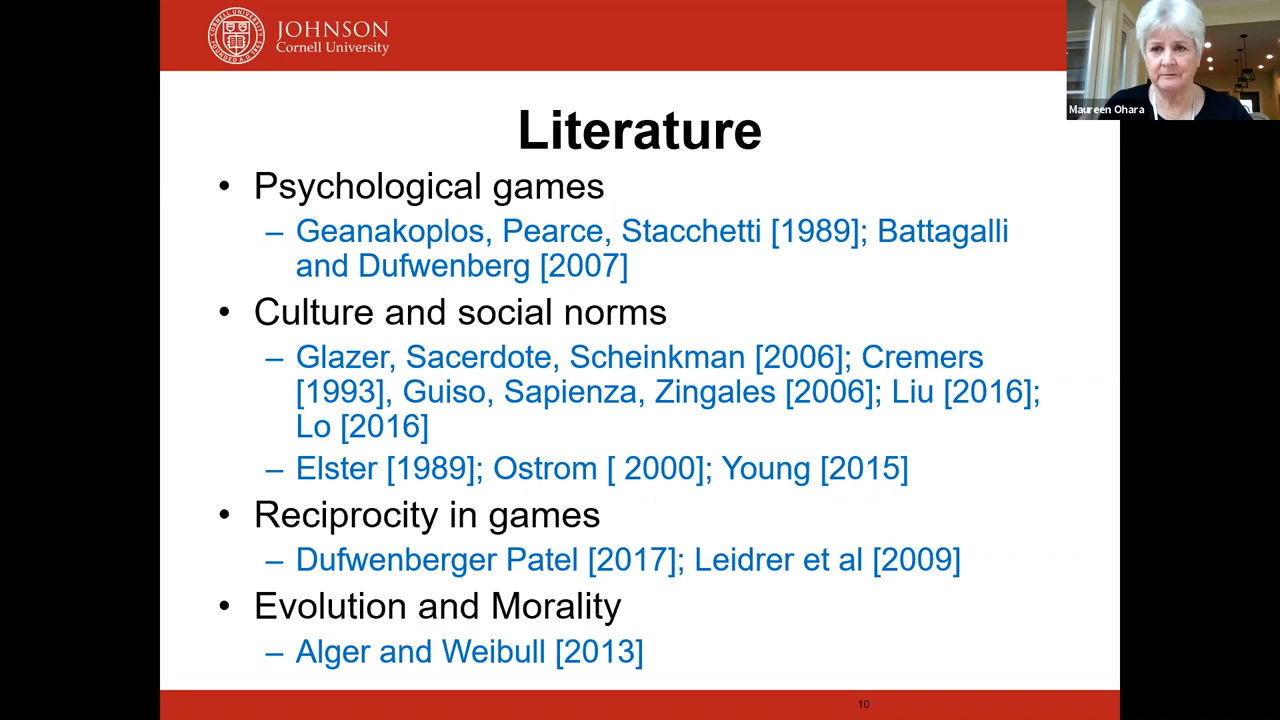 JOHNSON
Cornell University
Maureen Ohara
Literature
• Psychological games
– Geanakoplos, Pearce, Stacchetti [1989]; Battagalli
and Dufwenberg [2007]
• Culture and social norms
– Glazer, Sacerdote, Scheinkman [2006]; Cremers
[1993], Guiso, Sapienza, Zingales [2006]; Liu [2016];
Lo [2016]
– Elster [1989]; Ostrom [ 2000]; Young [2015]
• Reciprocity in games
– Dufwenberger Patel [2017]; Leidrer et al [2009]
• Evolution and Morality
– Alger and Weibull [2013]
10